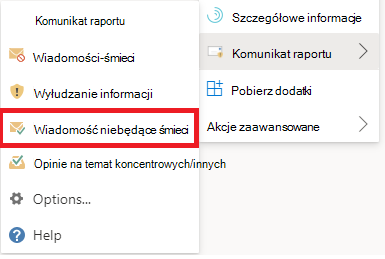 Komunikat raportu
Wiadomości-śmieci
Wyłudzanie informacji
Wiadomość niebędące śmieci
Opinie na temat koncentrowych/innych
Options...
Help
Szczegółowe informacje
Komunikat raportu
Pobierz dodatki
Akcje zaawansowane